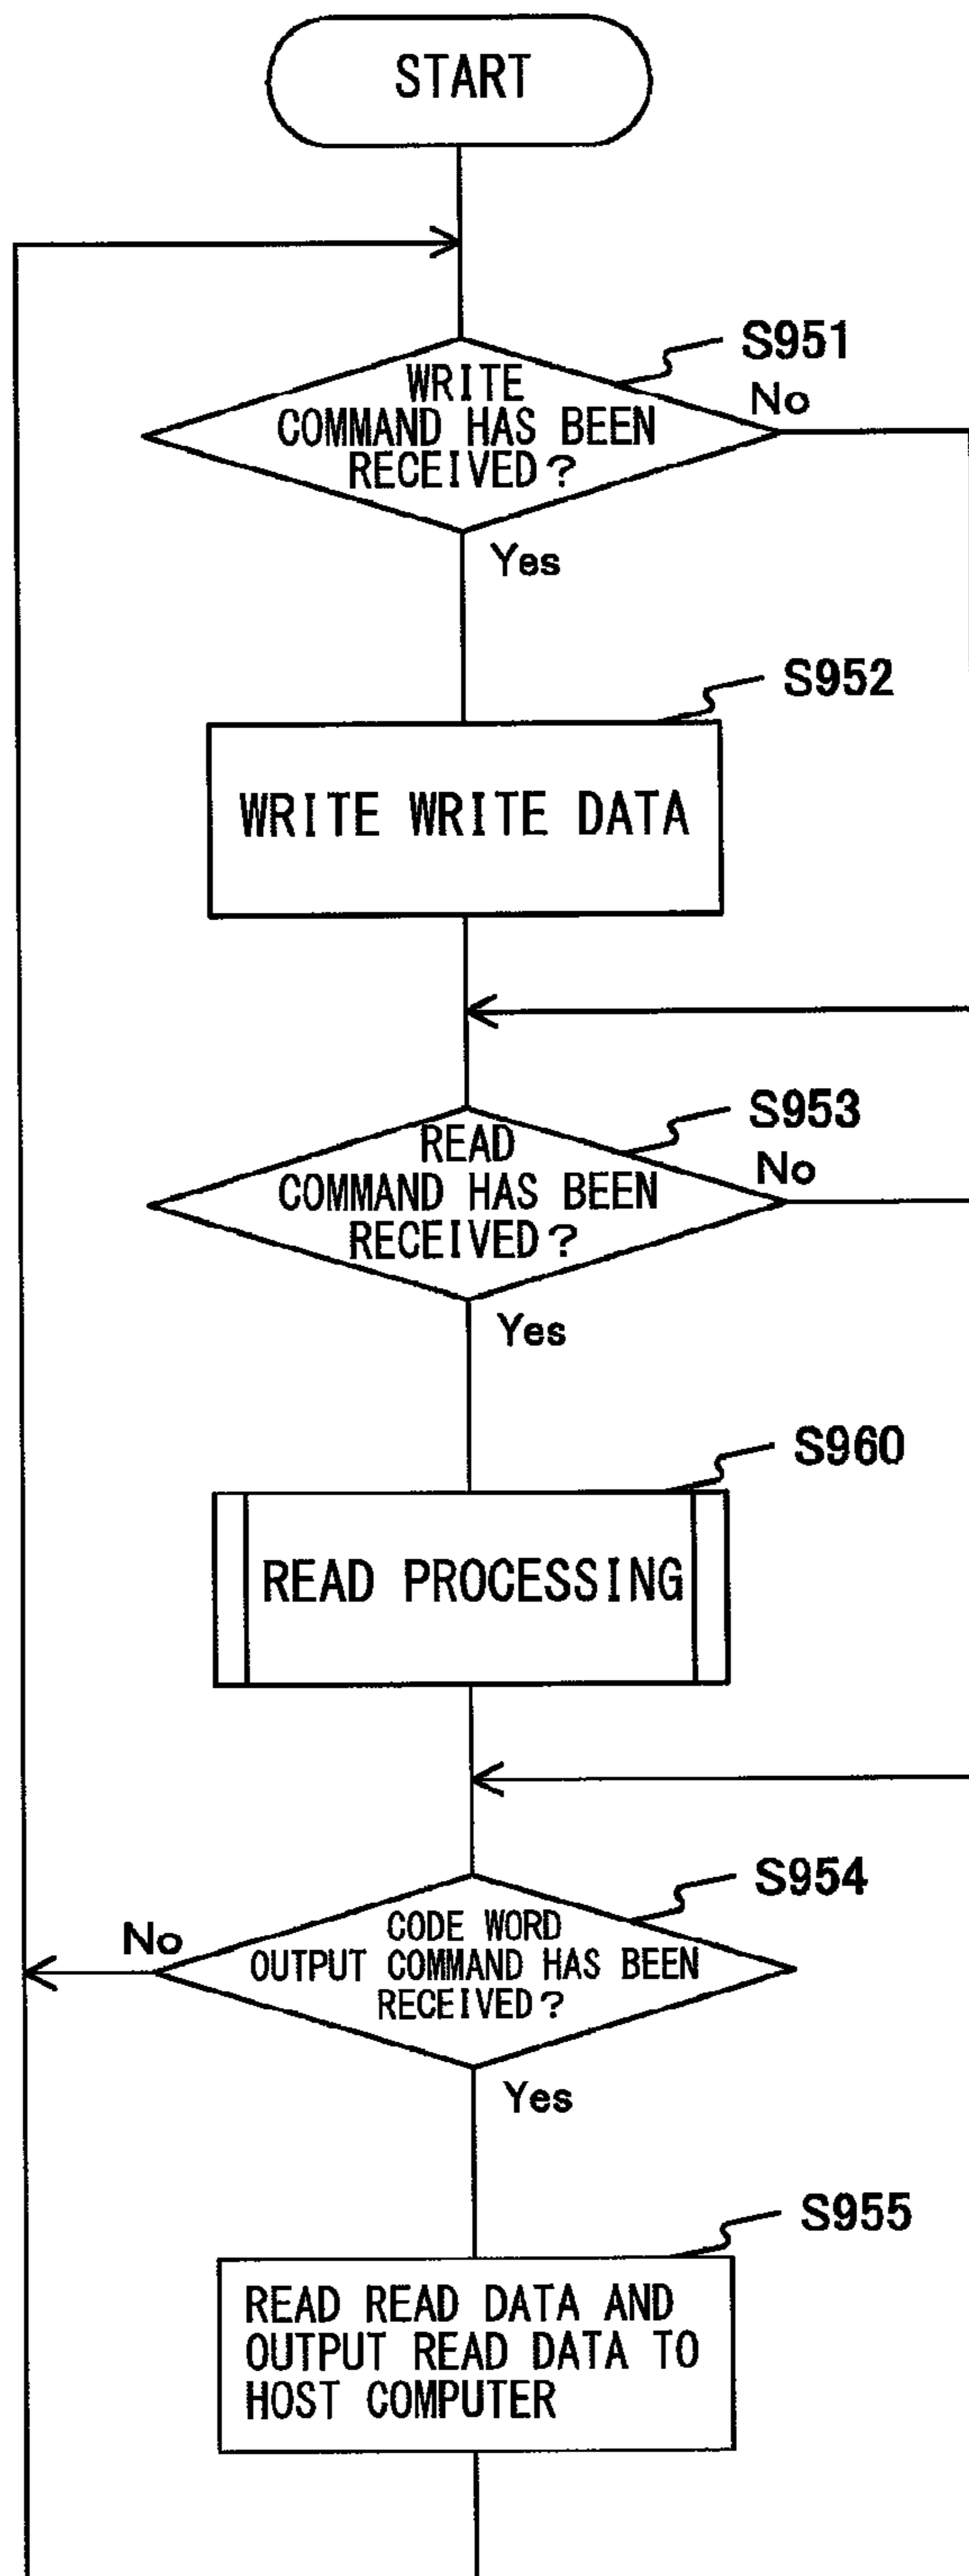 START
S951
WRITE
COMMAND HAS BEEN
RECEIVED?
No
Yes
S952
WRITE WRITE DATA
S953
READ
COMMAND HAS BEEN
RECEIVED?
No
Yes
S960
READ PROCESSING
S954
CODE WORD
OUTPUT COMMAND HAS BEEN
RECEIVED?
No
Yes
S955
READ READ DATA AND
OUTPUT READ DATA TO
HOST COMPUTER